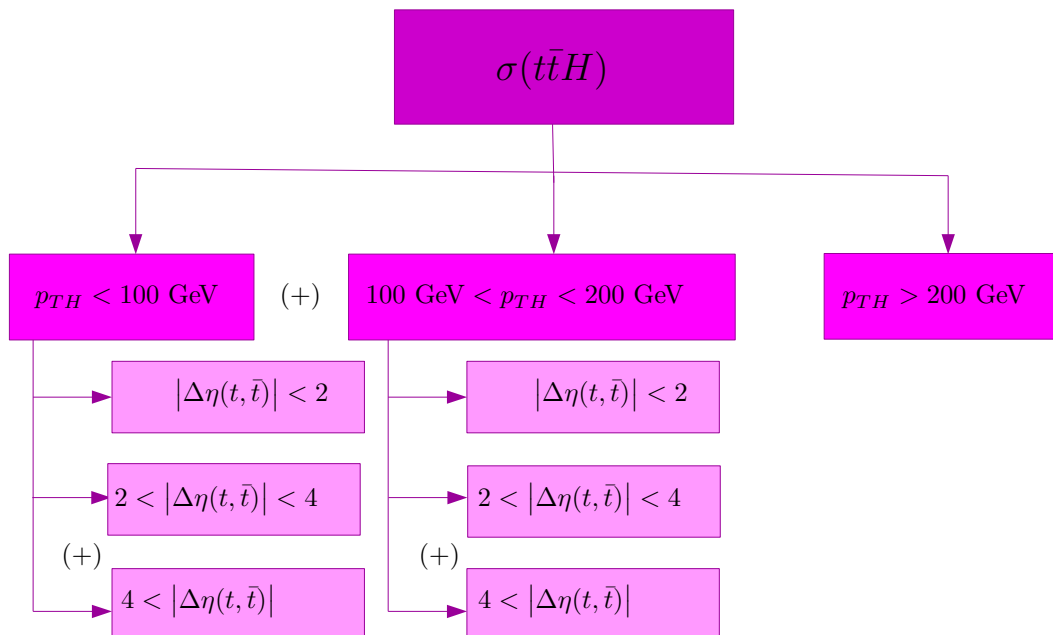 σ(tt̄H)
p_{TH} < 100 GeV
(+)
100 GeV < p_{TH} < 200 GeV
p_{TH} > 200 GeV
|Δη(t, t̄)| < 2
|Δη(t, t̄)| < 2
2 < |Δη(t, t̄)| < 4
2 < |Δη(t, t̄)| < 4
(+)
(+)
4 < |Δη(t, t̄)|
4 < |Δη(t, t̄)|